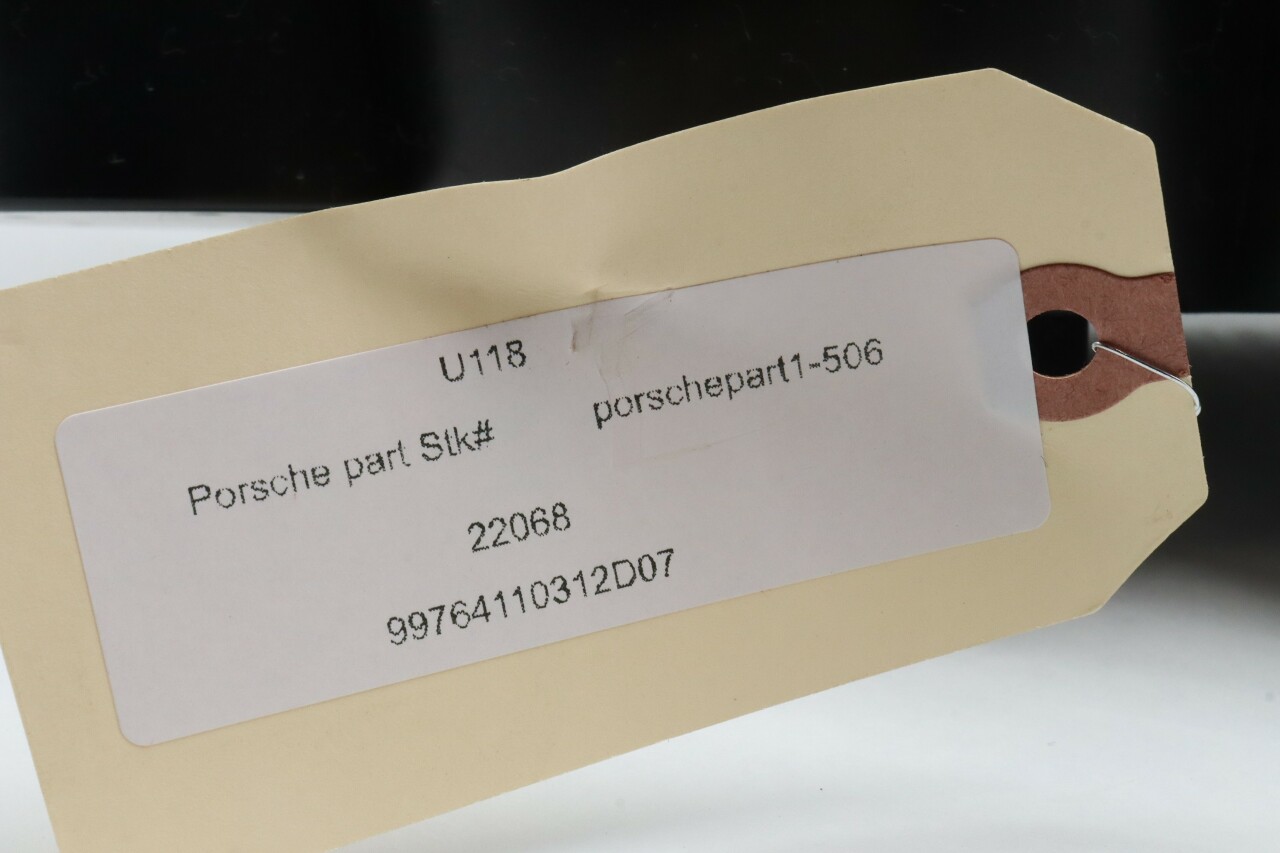 U118
Porsche part Stk# porschepart1-506
22068
99764110312D07